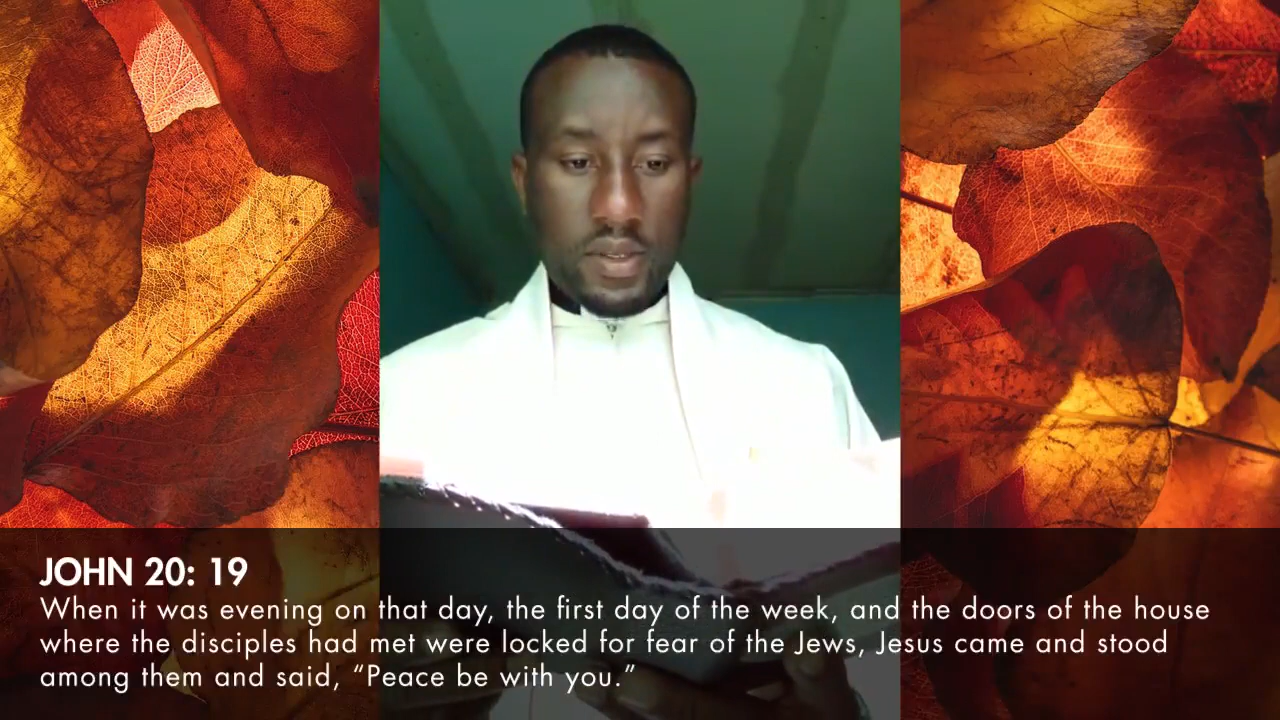 JOHN 20: 19
When it was evening on that day, the first day of the week, and the doors of the house
where the disciples had met were locked for fear of the Jews, Jesus came and stood
among them and said, “Peace be with you.”